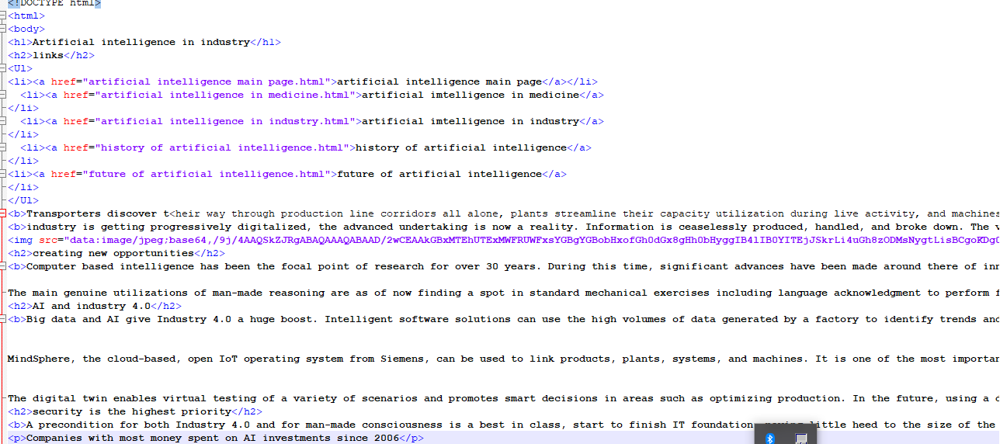 <!DOCTYPE html>
<html>
<body>
<h1>Artificial intelligence in industry</h1>
<h2>links</h2>
<Ul>
<li><a href="artificial intelligence main page.html">artificial intelligence main page</a></li>
<li><a href="artificial intelligence in medicine.html">artificial imtelligence in medicine</a>
</li>
<li><a href="artificial intelligence in industry.html">artificial imtelligence in industry</a>
</li>
<li><a href="history of artificial intelligence.html">history of artificial intelligence</a>
</li>
<li><a href="future of artificial intelligence.html">future of artificial intelligence</a>
</li>
</Ul>
<b>Transporters discover t<heir way through production line corridors all alone, plants streamline their capacity utilization during live activity, and machines
<b>industry is getting progressively digitalized, the advanced undertaking is now a reality. Information is ceaselessly produced, handled, and broke down. The
<img src="data:image/jpeg;base64,/9j/4AAQSkZJRgABAQAAAQABAAD/
<h2>creating new opportunities</h2>
<b>Computer based intelligence has been the focal point of research for over 30 years. During this time, significant advances have been made around there of
The main genuine utilizations of man-made reasoning are as of now finding a spot in standard mechanical exercises including language acknowledgment to perform
<h2>AI and industry 4.0</h2>
<b>Big data and AI give Industry 4.0 a huge boost. Intelligent software solutions can use the high volumes of data generated by a factory to identify trends and
MindSphere, the cloud-based, open IoT operating system from Siemens, can be used to link products, plants, systems, and machines. It is one of the most
The digital twin enables virtual testing of a variety of scenarios and promotes smart decisions in areas such as optimizing production. In the future, using a
<h2>security is the highest priority</h2>
<b>A precondition for both Industry 4.0 and for man-made consciousness is a best in class, start to finish IT foundation, little heed to the size of the
<p>Companies with most money spent on AI investments since 2006</p>